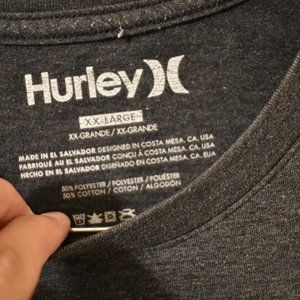 Hurley
XX-LARGE
XX-GRANDE / XX-GRANDE
MADE IN EL SALVADOR DESIGNED IN COSTA MESA. CA. USA
FABRIQUÉ AU EL SALVADOR CONÇU À COSTA MESA. CA. USA
HECHO EN EL SALVADOR DISEÑADO EN COSTA MESA. CA. EUA
50% POLYESTER / POLYESTER / POLIÉSTER
50% COTTON / COTON / ALGODÓN